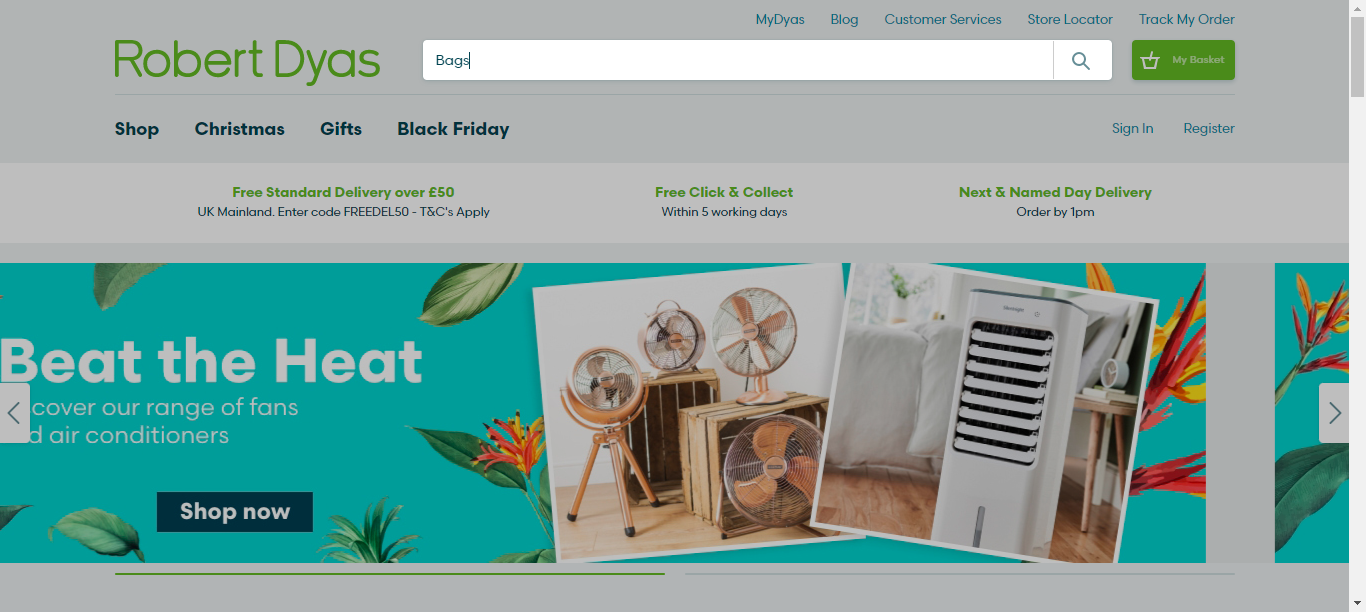 MyDyas Blog Customer Services Store Locator Track My Order
Robert Dyas
Bags
My Basket
Shop Christmas Gifts Black Friday
Sign In Register
Free Standard Delivery over £50
UK Mainland. Enter code FREEDEL50 - T&C's Apply
Free Click & Collect
Within 5 working days
Next & Named Day Delivery
Order by 1pm
Beat the Heat
cover our range of fans
d air conditioners
Shop now